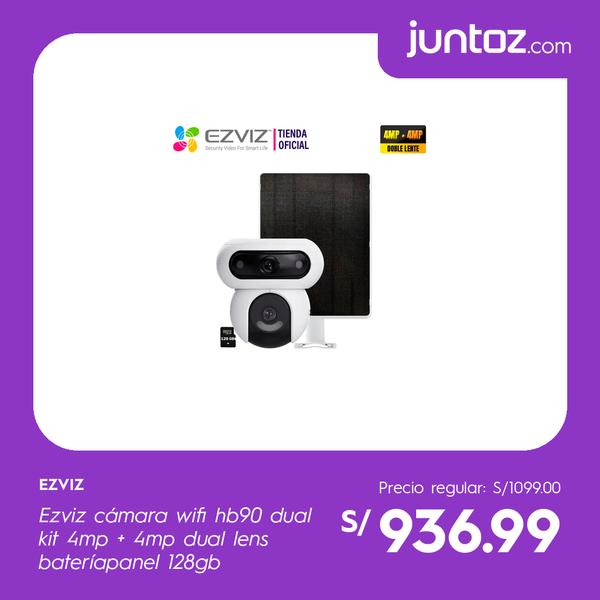 juntoz.com
EZVIZ
Security Video For Smart Life
TIENDA
OFICIAL
4MP + 4MP
DOBLE LENTE
EZVIZ
Ezviz cámara wifi hb90 dual
kit 4mp + 4mp dual lens
bateríapanel 128gb
Precio regular: S/1099.00
S/ 936.99